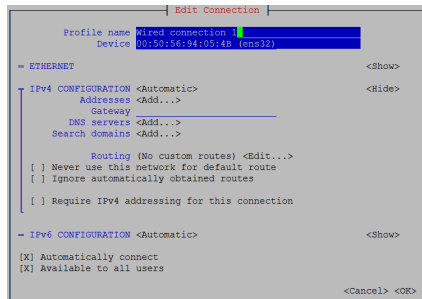 Edit Connection
Profile name Wired connection 1
Device 00:50:56:94:05:4B (ens32)
= ETHERNET <Show>
IPv4 CONFIGURATION <Automatic> <Hide>
Addresses <Add...>
Gateway
DNS servers <Add...>
Search domains <Add...>
Routing (No custom routes) <Edit...>
[ ] Never use this network for default route
[ ] Ignore automatically obtained routes
[ ] Require IPv4 addressing for this connection
= IPv6 CONFIGURATION <Automatic> <Show>
[X] Automatically connect
[X] Available to all users
<Cancel> <OK>